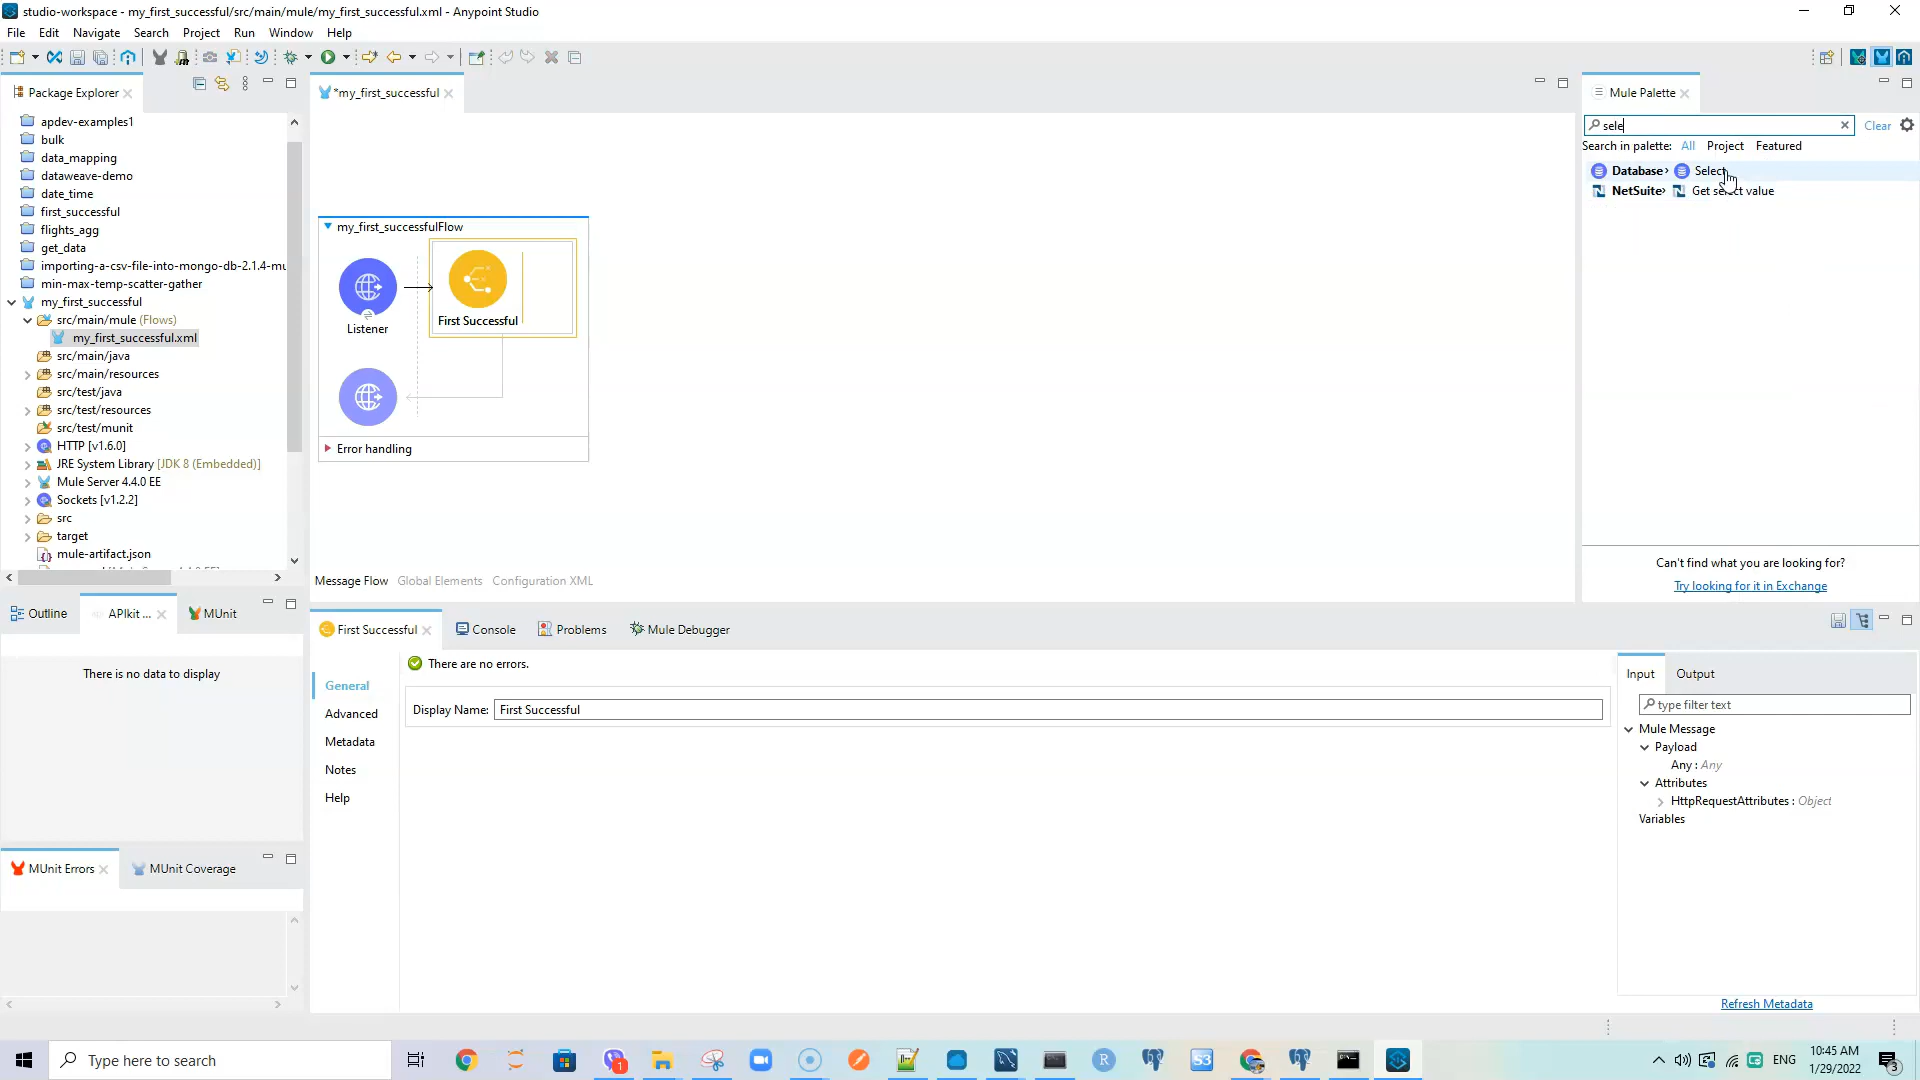 studio-workspace - my_first_successful/src/main/mule/my_first_successful.xml - Anypoint Studio
File Edit Navigate Search Project Run Window Help
Package Explorer
*my_first_successful
Mule Palette
apdev-examples1
bulk
data_mapping
dataweave-demo
date_time
first_successful
flights_agg
get_data
importing-a-csv-file-into-mongo-db-2.1.4-mu
min-max-temp-scatter-gather
my_first_successful
src/main/mule (Flows)
my_first_successful.xml
src/main/java
src/main/resources
src/test/java
src/test/resources
src/test/munit
HTTP [v1.6.0]
JRE System Library [JDK 8 (Embedded)]
Mule Server 4.4.0 EE
Sockets [v1.2.2]
src
target
mule-artifact.json
my_first_successfulFlow
Listener
First Successful
Error handling
Message Flow Global Elements Configuration XML
sele
Clear
Search in palette: All Project Featured
Database Select
NetSuite Get select value
Can't find what you are looking for?
Try looking for it in Exchange
Outline APIkit ... MUnit
There is no data to display
MUnit Errors MUnit Coverage
First Successful Console Problems Mule Debugger
There are no errors.
General
Advanced
Metadata
Notes
Help
Display Name: First Successful
Input Output
type filter text
Mule Message
Payload
Any : Any
Attributes
HttpRequestAttributes : Object
Variables
Refresh Metadata
Type here to search
R
S3
1
ENG
10:45 AM
1/29/2022
3